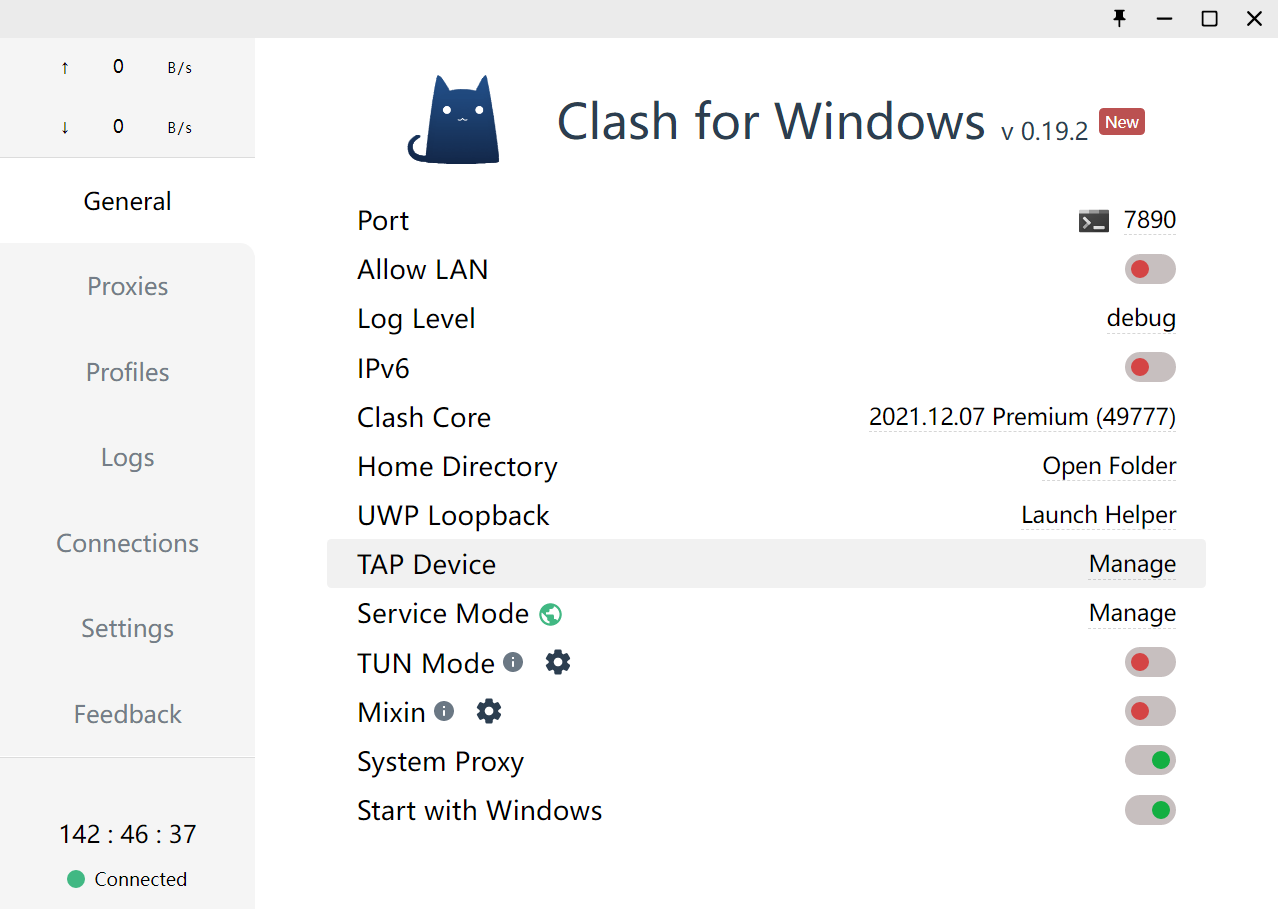 ↑ 0 B/s
↓ 0 B/s
General
Proxies
Profiles
Logs
Connections
Settings
Feedback
142 : 46 : 37
Connected
Clash for Windows v 0.19.2 New
Port 7890
Allow LAN
Log Level debug
IPv6
Clash Core 2021.12.07 Premium (49777)
Home Directory Open Folder
UWP Loopback Launch Helper
TAP Device Manage
Service Mode Manage
TUN Mode
Mixin
System Proxy
Start with Windows